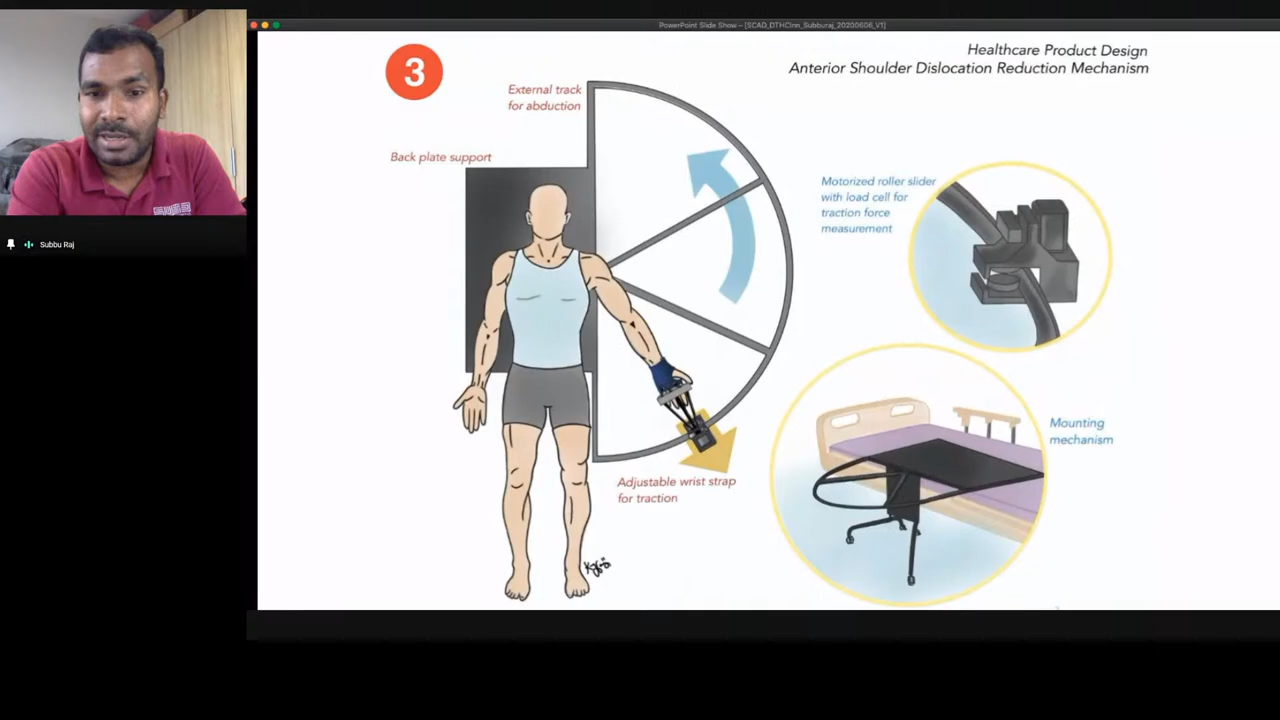 PowerPoint Slide Show - [SCAD_DTHCInn_Subburaj_20200606_V1]
3
Healthcare Product Design
Anterior Shoulder Dislocation Reduction Mechanism
External track
for abduction
Back plate support
Motorized roller slider
with load cell for
traction force
measurement
Subbu Raj
Mounting
mechanism
Adjustable wrist strap
for traction